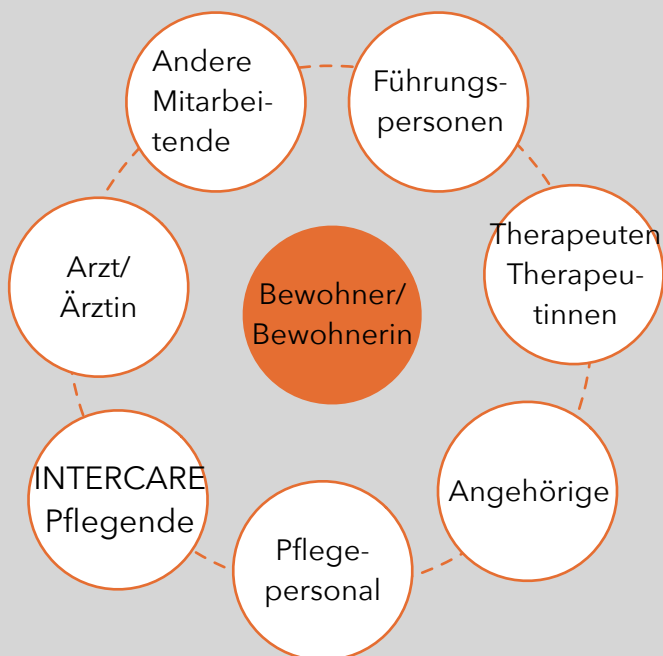 Andere
Mitarbei-
tende
Führungs-
personen
Therapeuten
Therapeu-
tinnen
Arzt/
Ärztin
Bewohner/
Bewohnerin
INTERCARE
Pflegende
Angehörige
Pflege-
personal